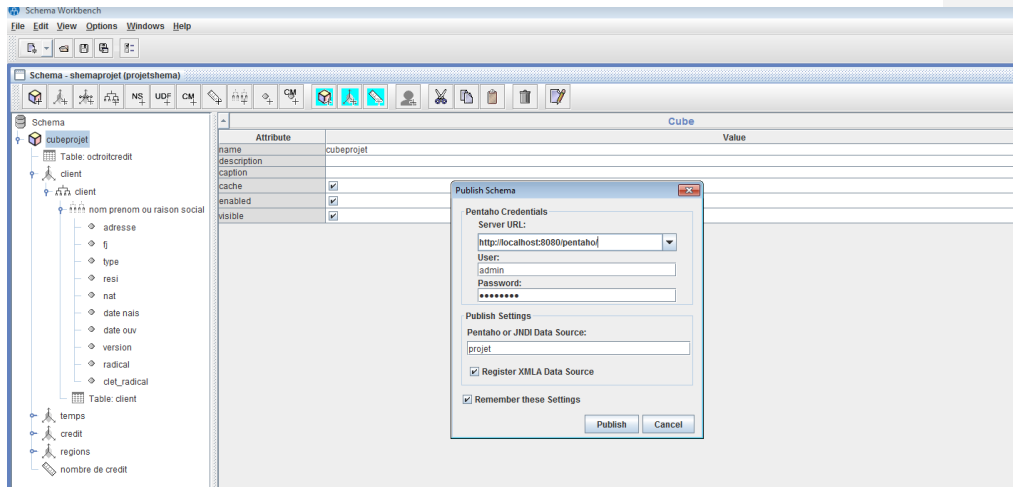 Schema Workbench
File Edit View Options Windows Help
Schema - shemaprojet (projetshema)
NS UDF CM CM
Schema
cubeprojet
Table: octroitcredit
client
client
nom prenom ou raison social
adresse
fj
type
resi
nat
date nais
date ouv
version
radical
clet_radical
Table: client
temps
credit
regions
nombre de credit
Cube
Attribute Value
name cubeprojet
description
caption
cache
enabled
visible
Publish Schema
Pentaho Credentials
Server URL:
http://localhost:8080/pentaho/
User:
admin
Password:
Publish Settings
Pentaho or JNDI Data Source:
projet
Register XMLA Data Source
Remember these Settings
Publish Cancel